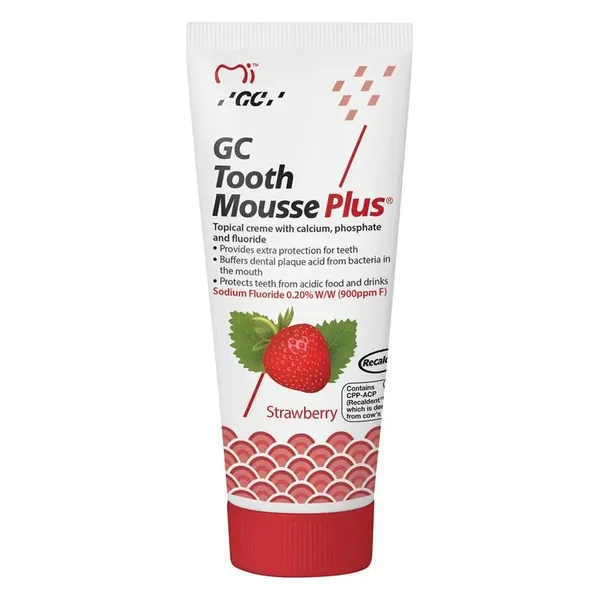 Mi™
GC
GC
Tooth
Mousse Plus®
Topical creme with calcium, phosphate
and fluoride
• Provides extra protection for teeth
• Buffers dental plaque acid from bacteria in
the mouth
• Protects teeth from acidic food and drinks
Sodium Fluoride 0.20% W/W (900ppm F)
Strawberry
Contains
CPP-ACP
(Recaldent™
which is
from cow's